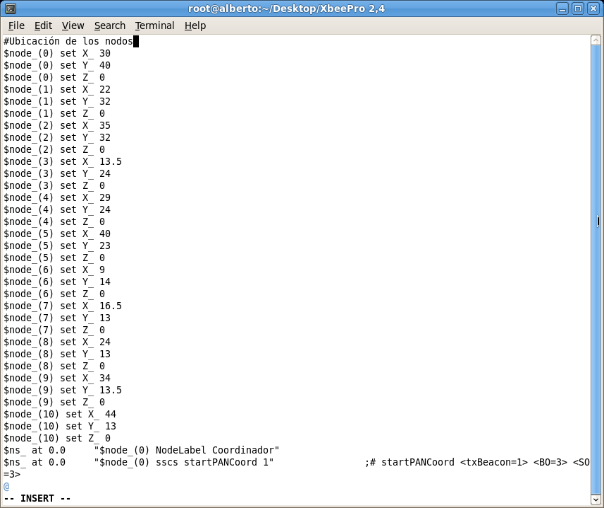 root@alberto:~/Desktop/XbeePro 2,4
File Edit View Search Terminal Help
#Ubicación de los nodos
$node_(0) set X_ 30
$node_(0) set Y_ 40
$node_(0) set Z_ 0
$node_(1) set X_ 22
$node_(1) set Y_ 32
$node_(1) set Z_ 0
$node_(2) set X_ 35
$node_(2) set Y_ 32
$node_(2) set Z_ 0
$node_(3) set X_ 13.5
$node_(3) set Y_ 24
$node_(3) set Z_ 0
$node_(4) set X_ 29
$node_(4) set Y_ 24
$node_(4) set Z_ 0
$node_(5) set X_ 40
$node_(5) set Y_ 23
$node_(5) set Z_ 0
$node_(6) set X_ 9
$node_(6) set Y_ 14
$node_(6) set Z_ 0
$node_(7) set X_ 16.5
$node_(7) set Y_ 13
$node_(7) set Z_ 0
$node_(8) set X_ 24
$node_(8) set Y_ 13
$node_(8) set Z_ 0
$node_(9) set X_ 34
$node_(9) set Y_ 13.5
$node_(9) set Z_ 0
$node_(10) set X_ 44
$node_(10) set Y_ 13
$node_(10) set Z_ 0
$ns_ at 0.0     "$node_(0) NodeLabel Coordinador"
$ns_ at 0.0     "$node_(0) sscs startPANCoord 1"               ;# startPANCoord <txBeacon=1> <BO=3> <SO
=3>
@
-- INSERT --